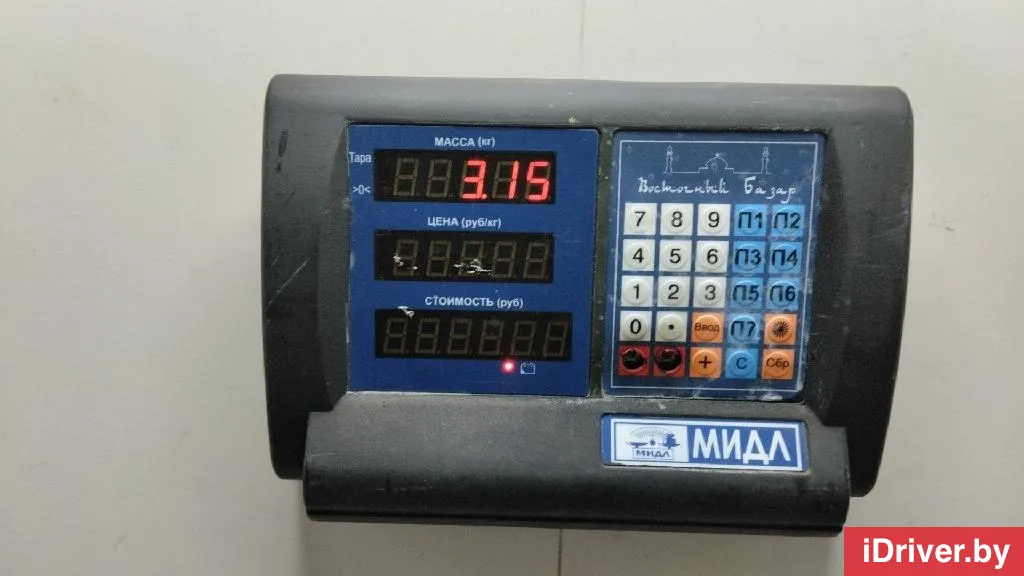 МАССА (кг)
Тара
3.15
>0<
ЦЕНА (руб/кг)
СТОИМОСТЬ (руб)
Восточный Базар
7 8 9 П1 П2
4 5 6 П3 П4
1 2 3 П5 П6
0 . Ввод П7
+ С Сбр
МИДЛ
МИДЛ
iDriver.by